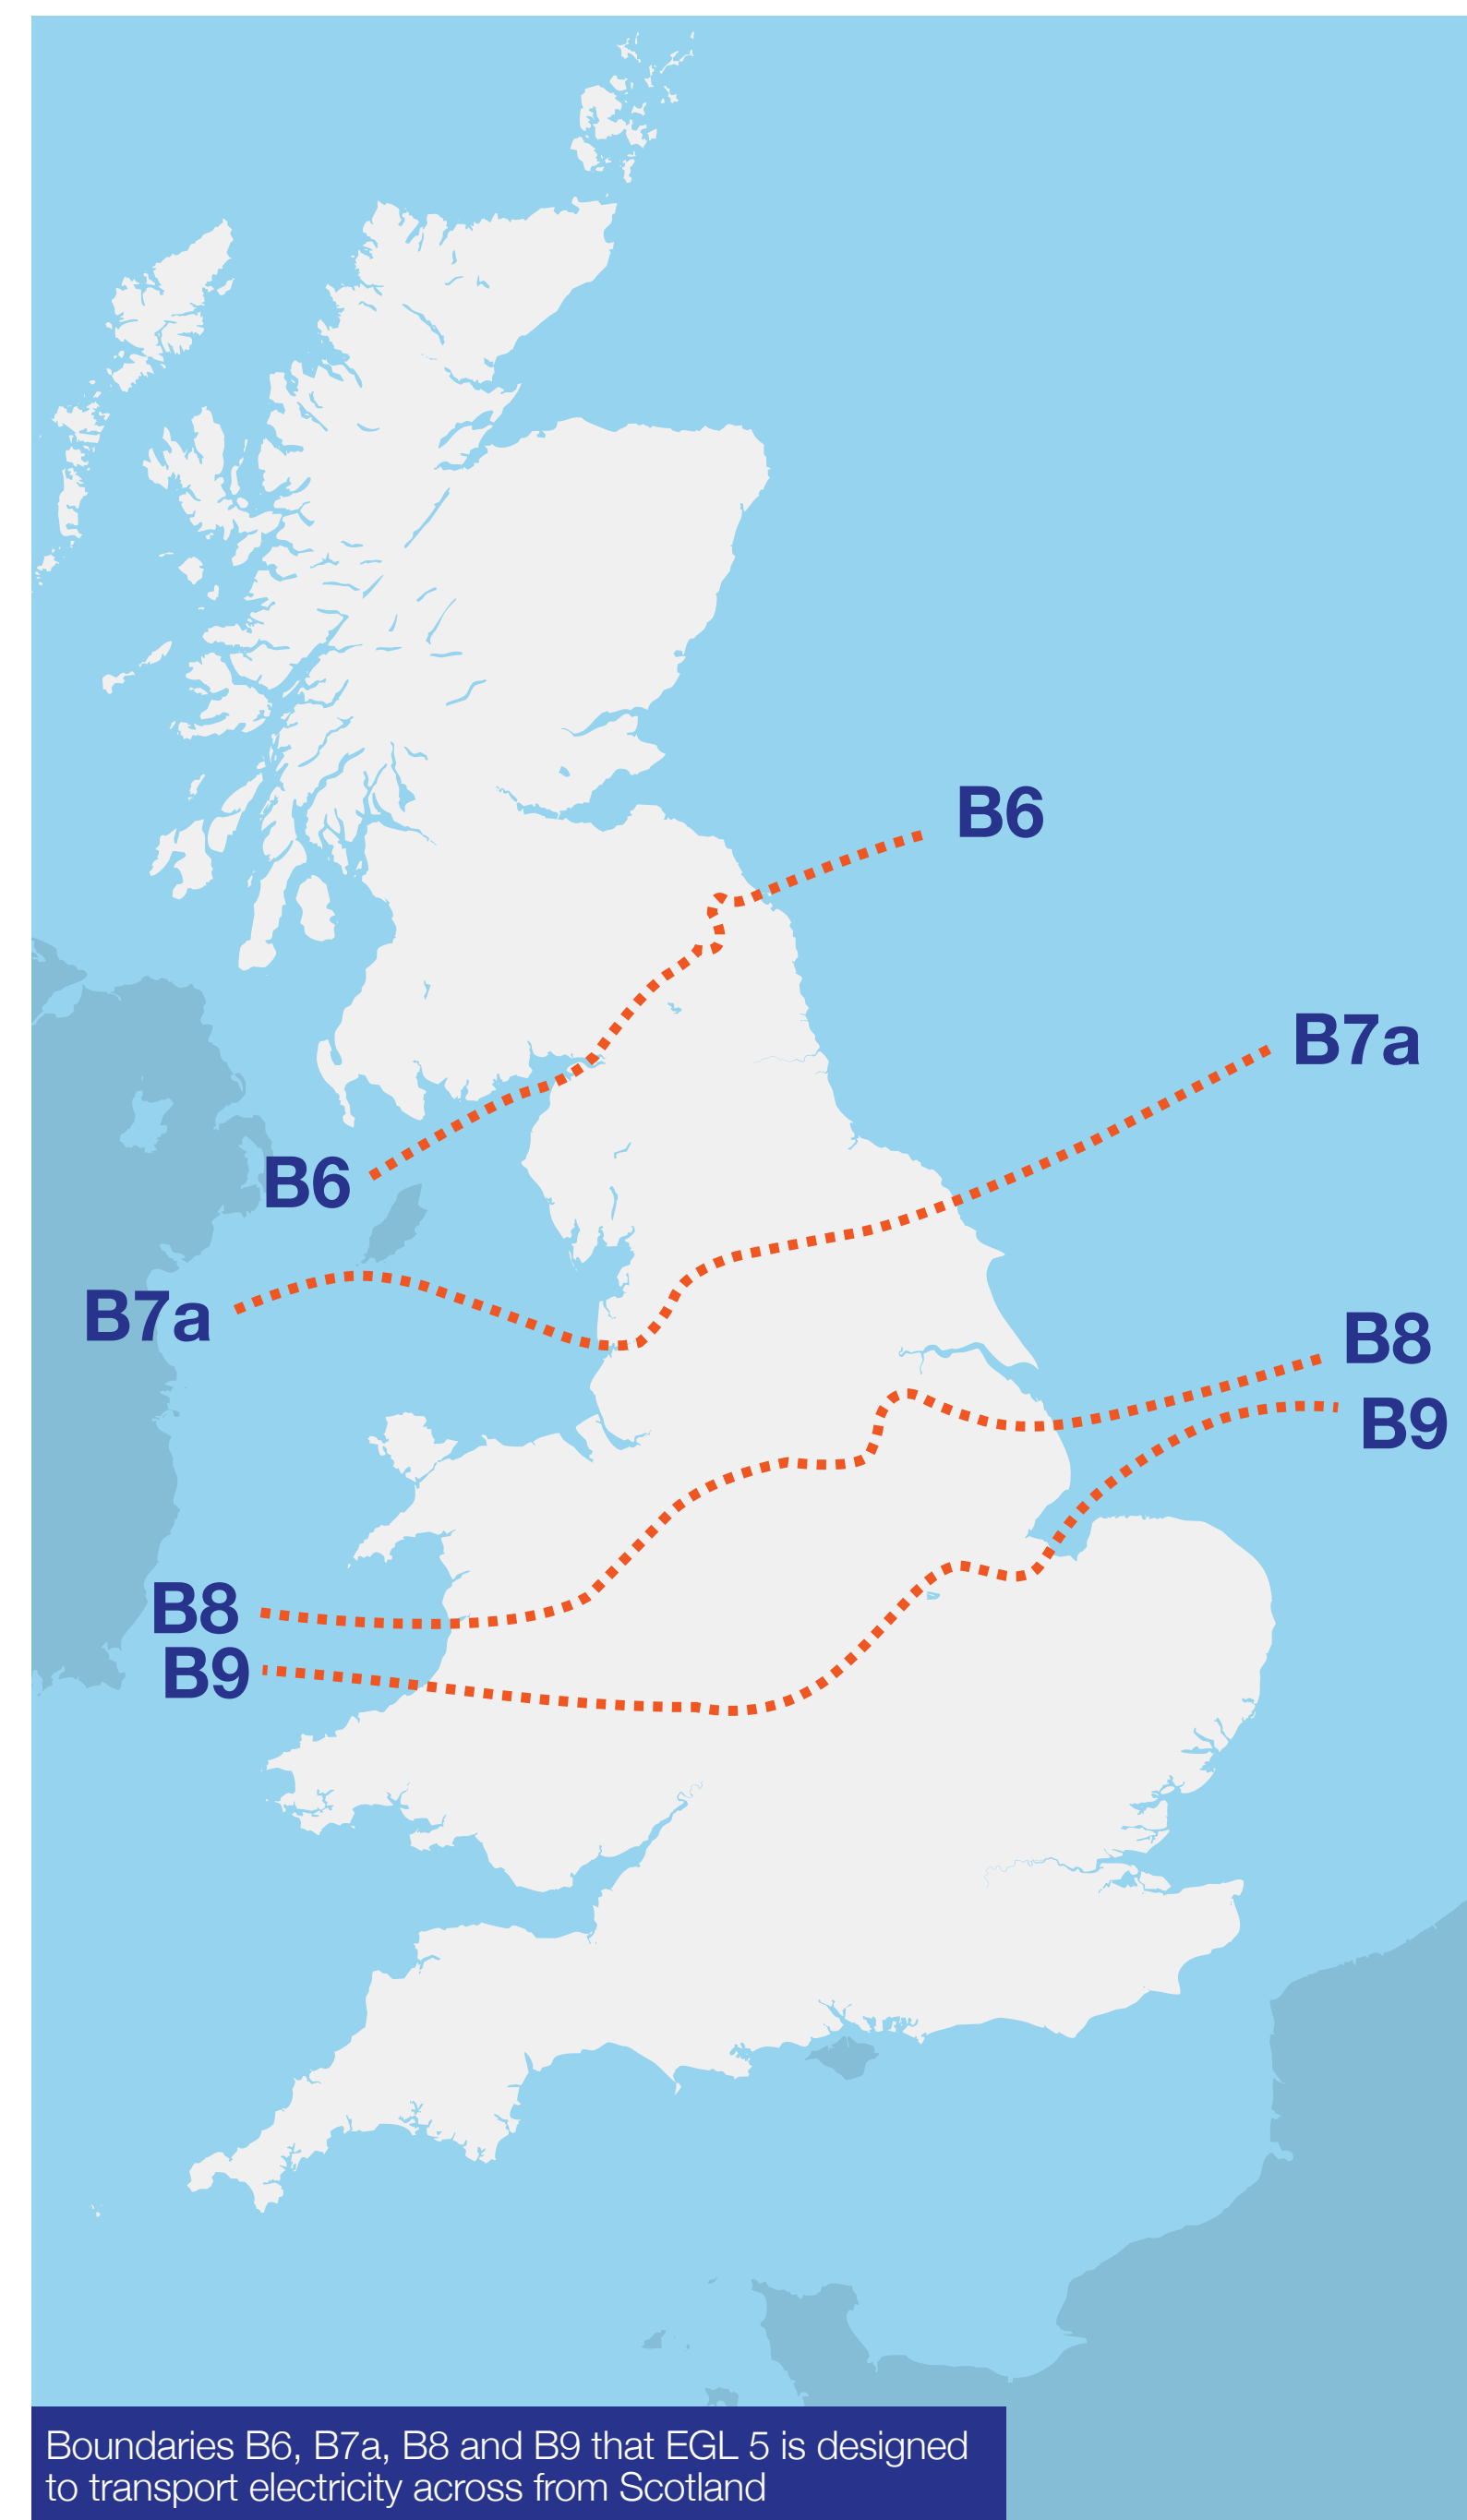 B6
B7a
B6
B7a
B8
B9
B8
B9
Boundaries B6, B7a, B8 and B9 that EGL 5 is designed
to transport electricity across from Scotland